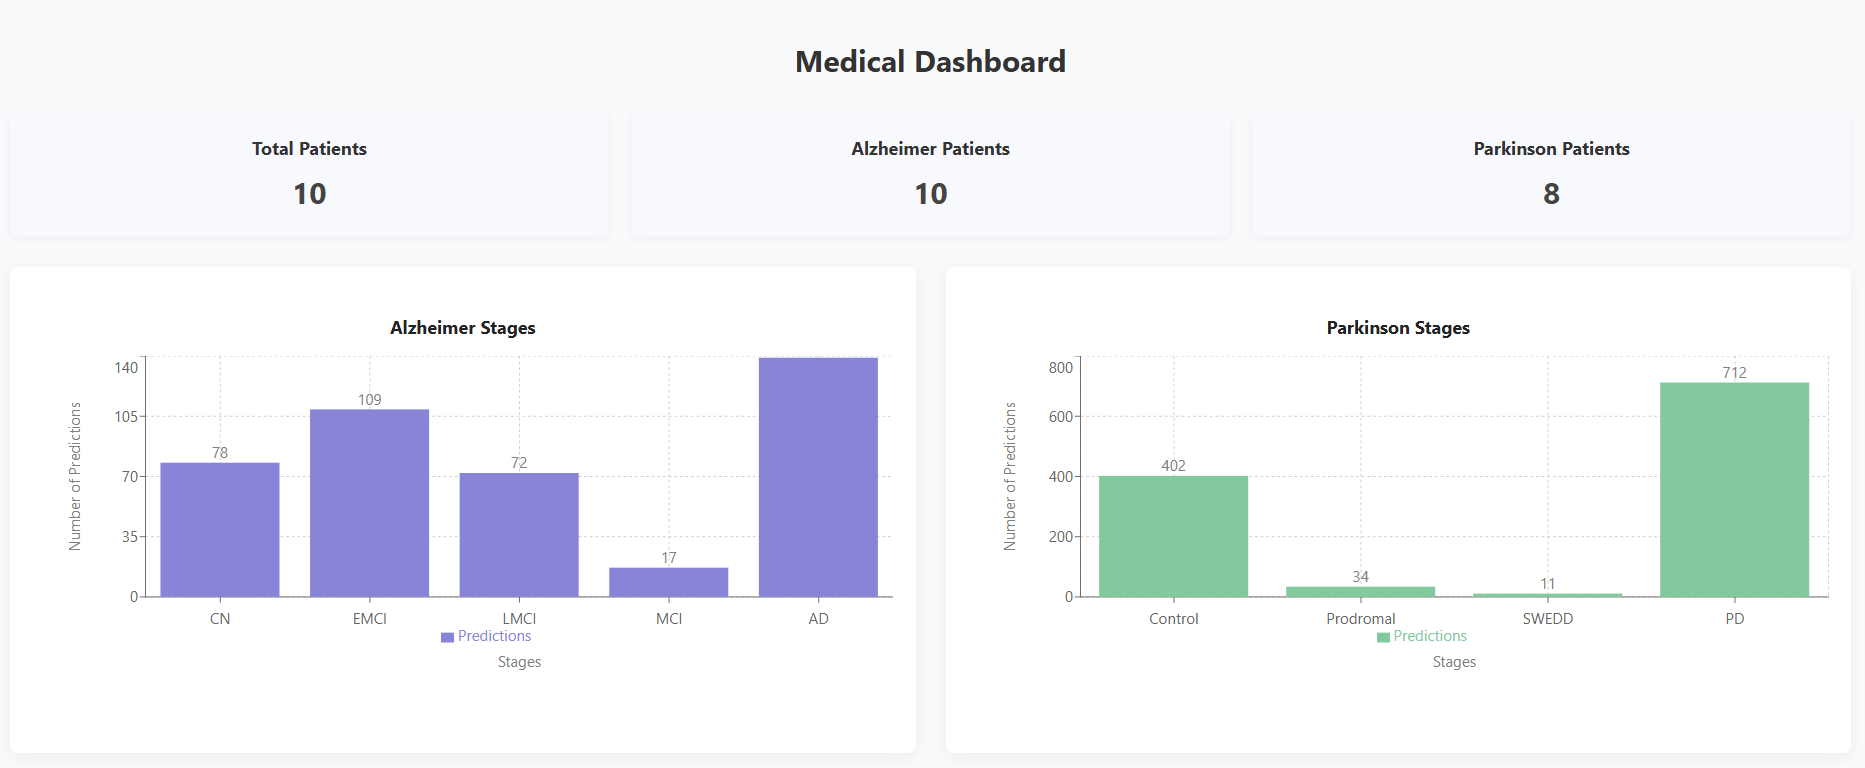 Medical Dashboard
Total Patients
10
Alzheimer Patients
10
Parkinson Patients
8
Alzheimer Stages
Number of Predictions
140
105
70
35
0
78
109
72
17
CN
EMCI
LMCI
MCI
AD
Predictions
Stages
Parkinson Stages
Number of Predictions
800
600
400
200
0
402
34
11
712
Control
Prodromal
SWEDD
PD
Predictions
Stages